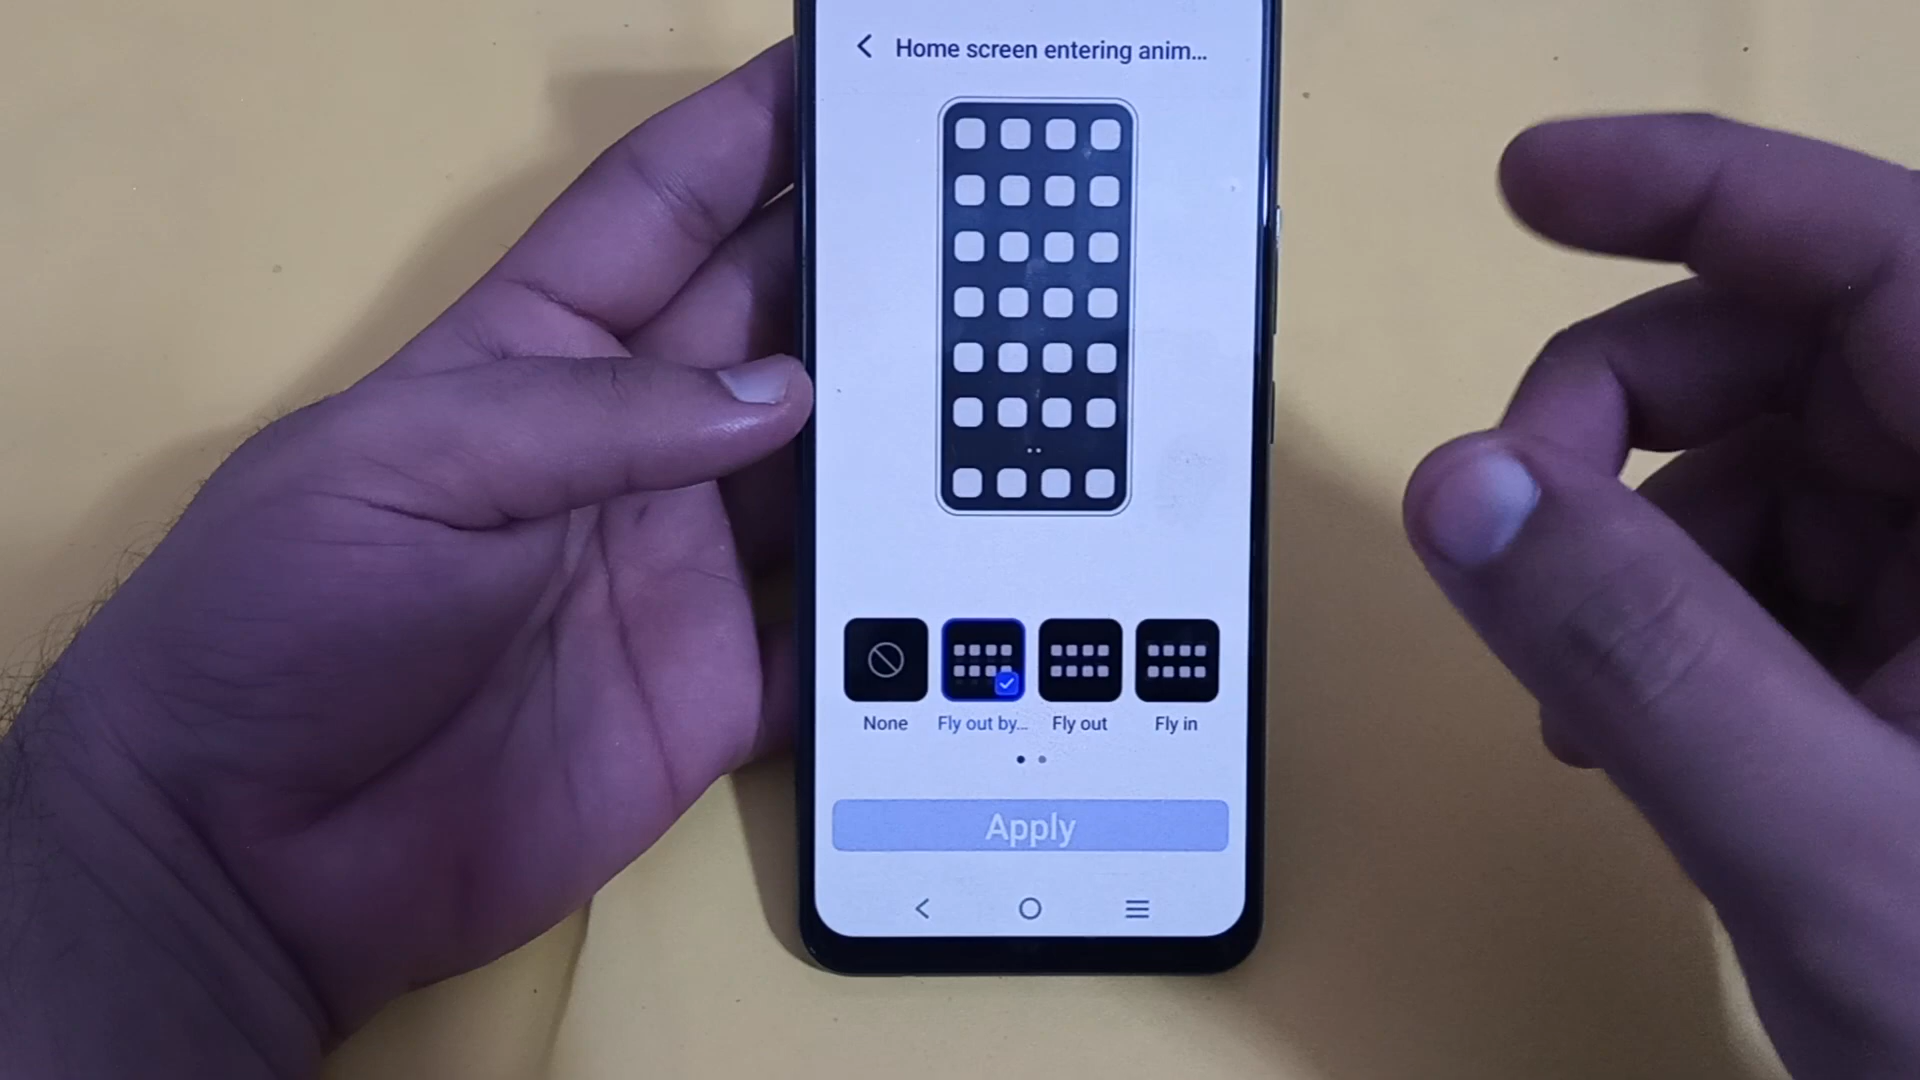 Home screen entering anim...
None
Fly out by...
Fly out
Fly in
Apply